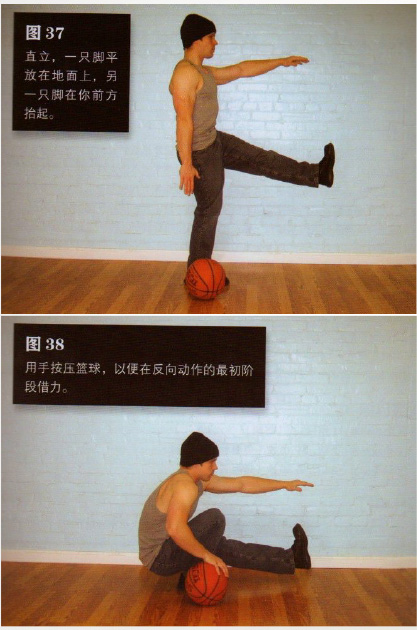 图 37
直立，一只脚平
放在地面上，另
一只脚在你前方
抬起。
图 38
用手按压篮球，以便在反向动作的最初阶
段借力。